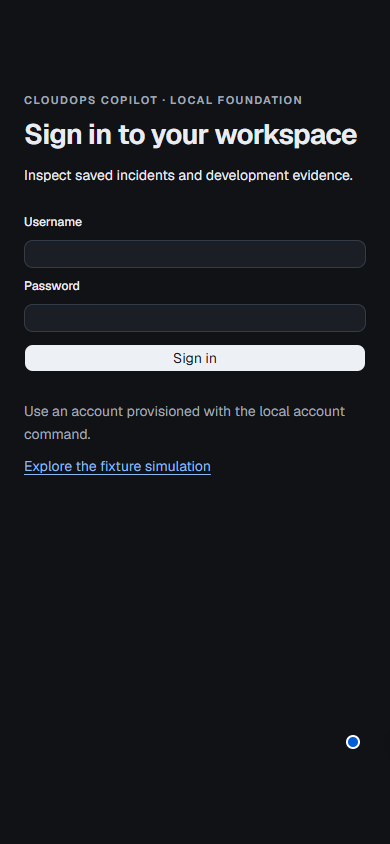 CLOUDOPS COPILOT · LOCAL FOUNDATION
Sign in to your workspace
Inspect saved incidents and development evidence.
Username
Password
Sign in
Use an account provisioned with the local account
command.
Explore the fixture simulation